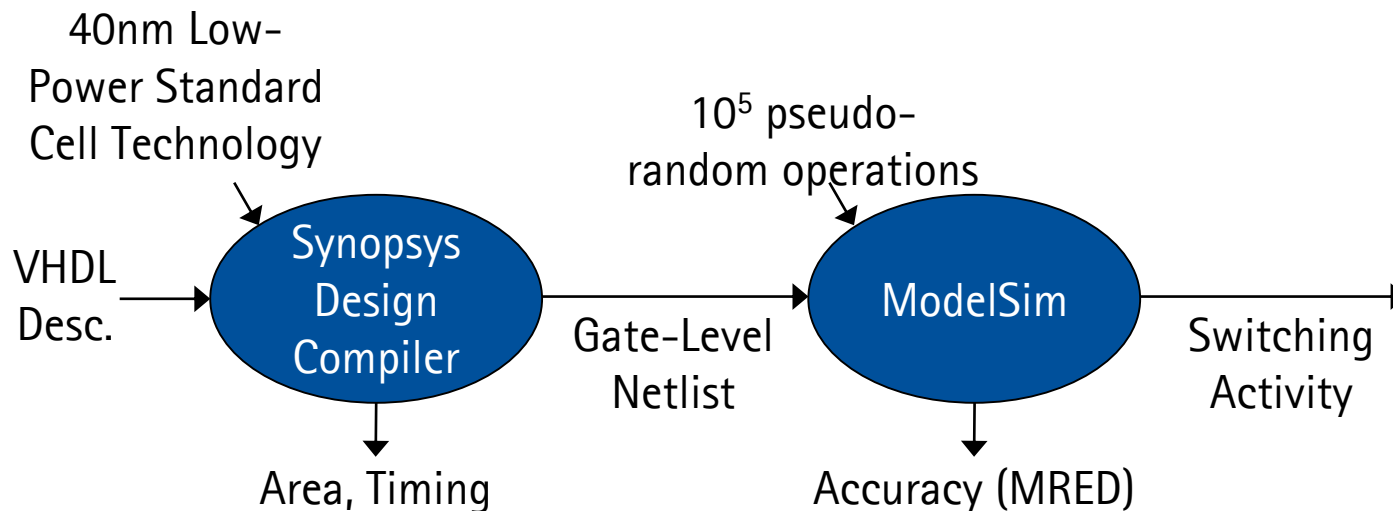 40nm Low-
Power Standard
Cell Technology
10⁵ pseudo-
random operations
VHDL
Desc.
Synopsys
Design
Compiler
Gate-Level
Netlist
ModelSim
Switching
Activity
Area, Timing
Accuracy (MRED)